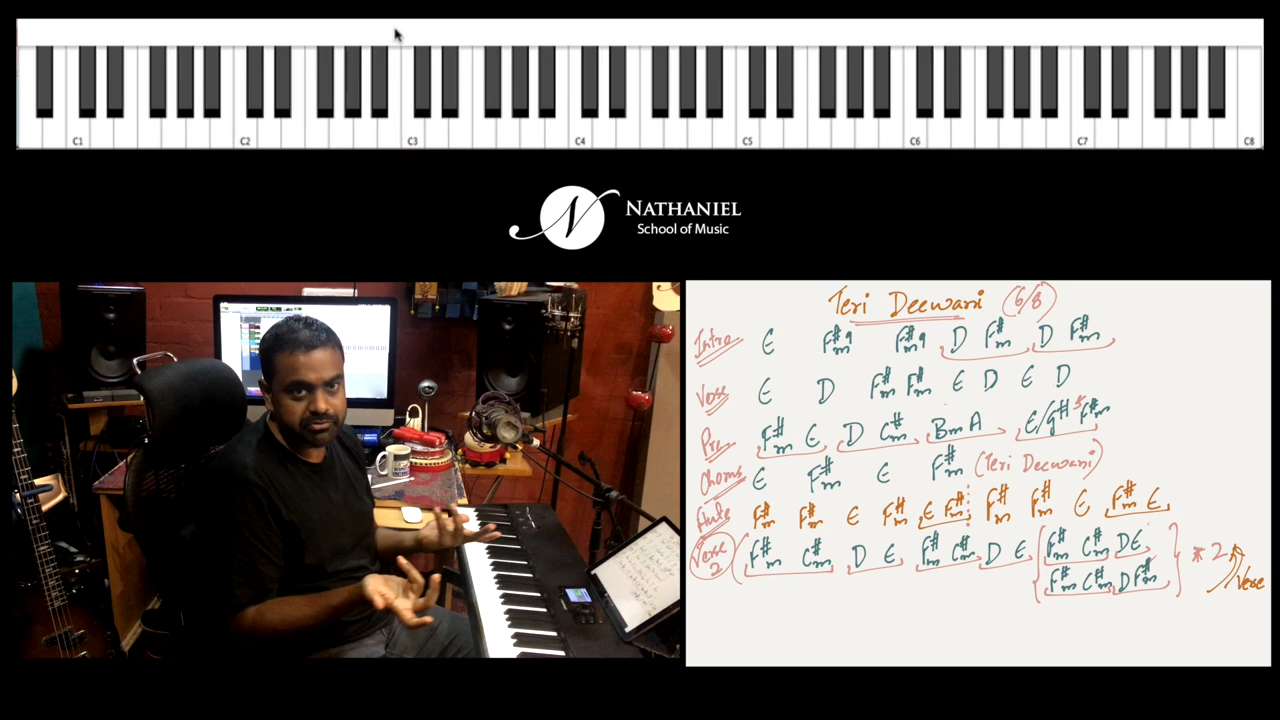 C1 C2 C3 C4 C5 C6 C7 C8
NATHANIEL
School of Music
Teri Deewani (6/8)
Intro E F#m9 F#m9 D F#m D F#m
Verse E D F#m F#m E D E D
Pre F#m E D C#m Bm A E/G# F#m
Chorus E F#m E F#m (Teri Deewani)
Flute F#m F#m E F#m E F#m F#m F#m E F#m E
Verse 2 F#m C#m D E F#m C#m D E F#m C#m D E * 2
F#m C#m D F#m Verse